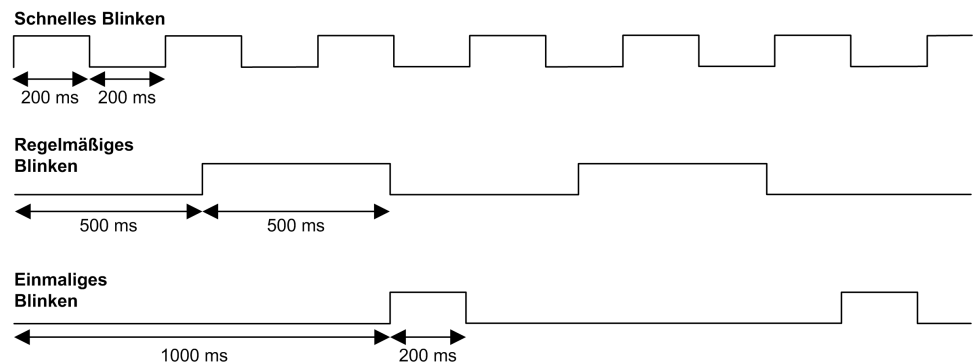 Schnelles Blinken
200 ms 200 ms
Regelmäßiges
Blinken
500 ms 500 ms
Einmaliges
Blinken
1000 ms 200 ms